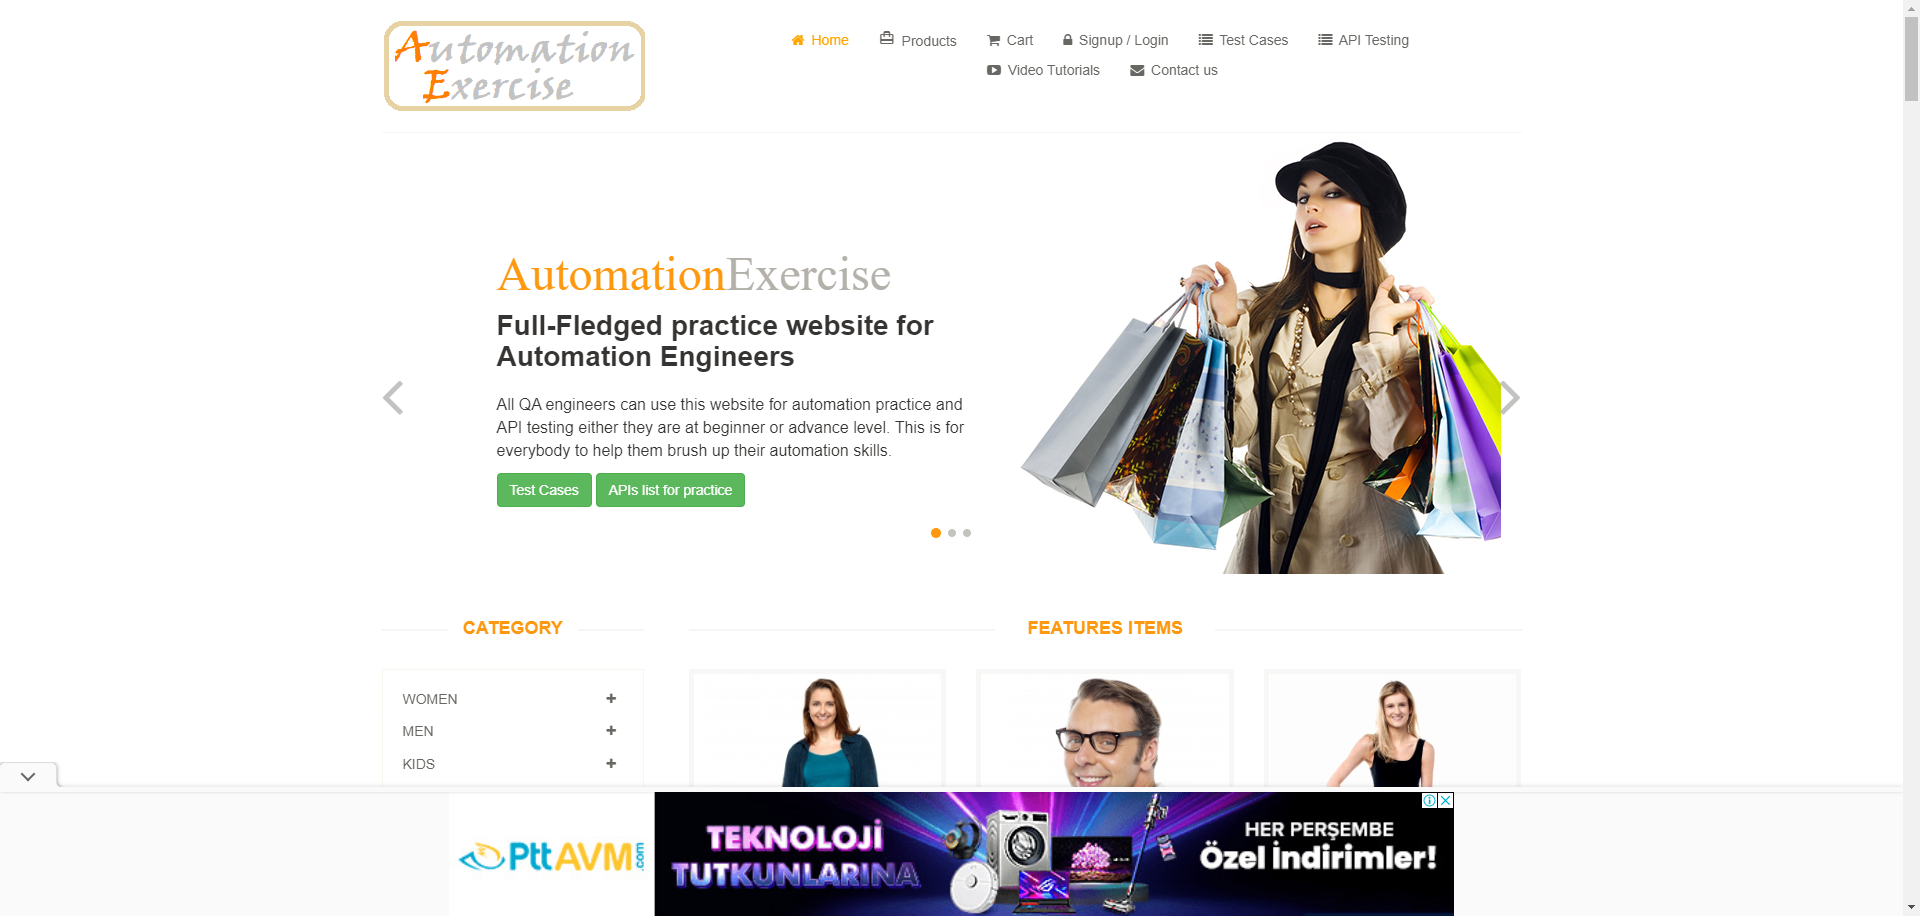 Automation
Exercise
Home
Products
Cart
Signup / Login
Test Cases
API Testing
Video Tutorials
Contact us
AutomationExercise
Full-Fledged practice website for
Automation Engineers
All QA engineers can use this website for automation practice and
API testing either they are at beginner or advance level. This is for
everybody to help them brush up their automation skills.
Test Cases
APIs list for practice
CATEGORY
FEATURES ITEMS
WOMEN
MEN
KIDS
PttAVM.com
TEKNOLOJİ
TUTKUNLARINA
HER PERŞEMBE
Özel İndirimler!